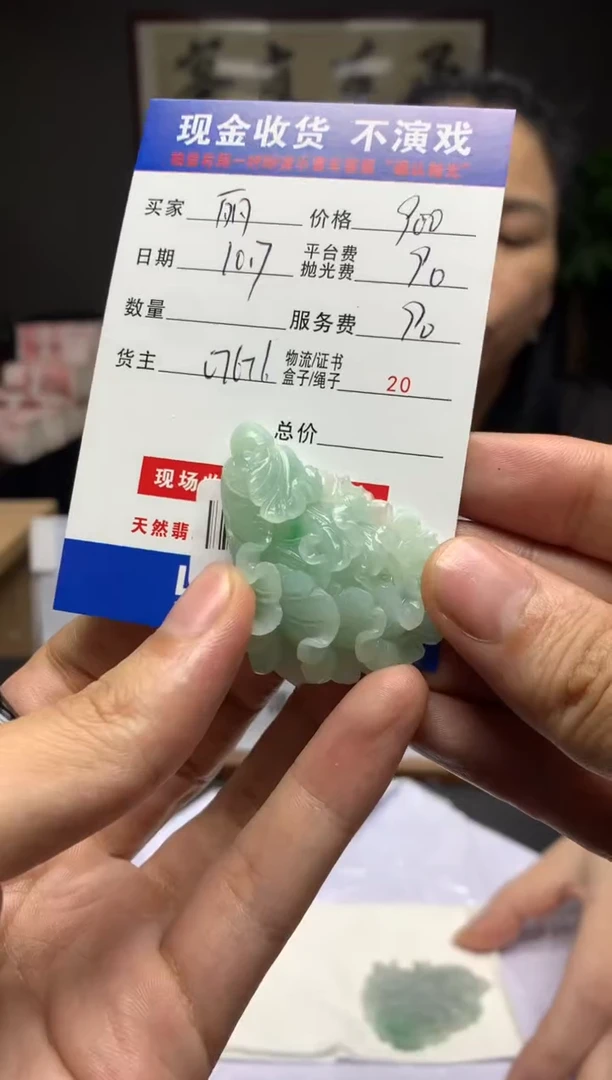 现金收货 不演戏
买家 丽 价格 900
日期 10.7 平台费 抛光费 90
数量 服务费 90
货主 07676 物流/证书 盒子/绳子 20
总价
现场
天然翡